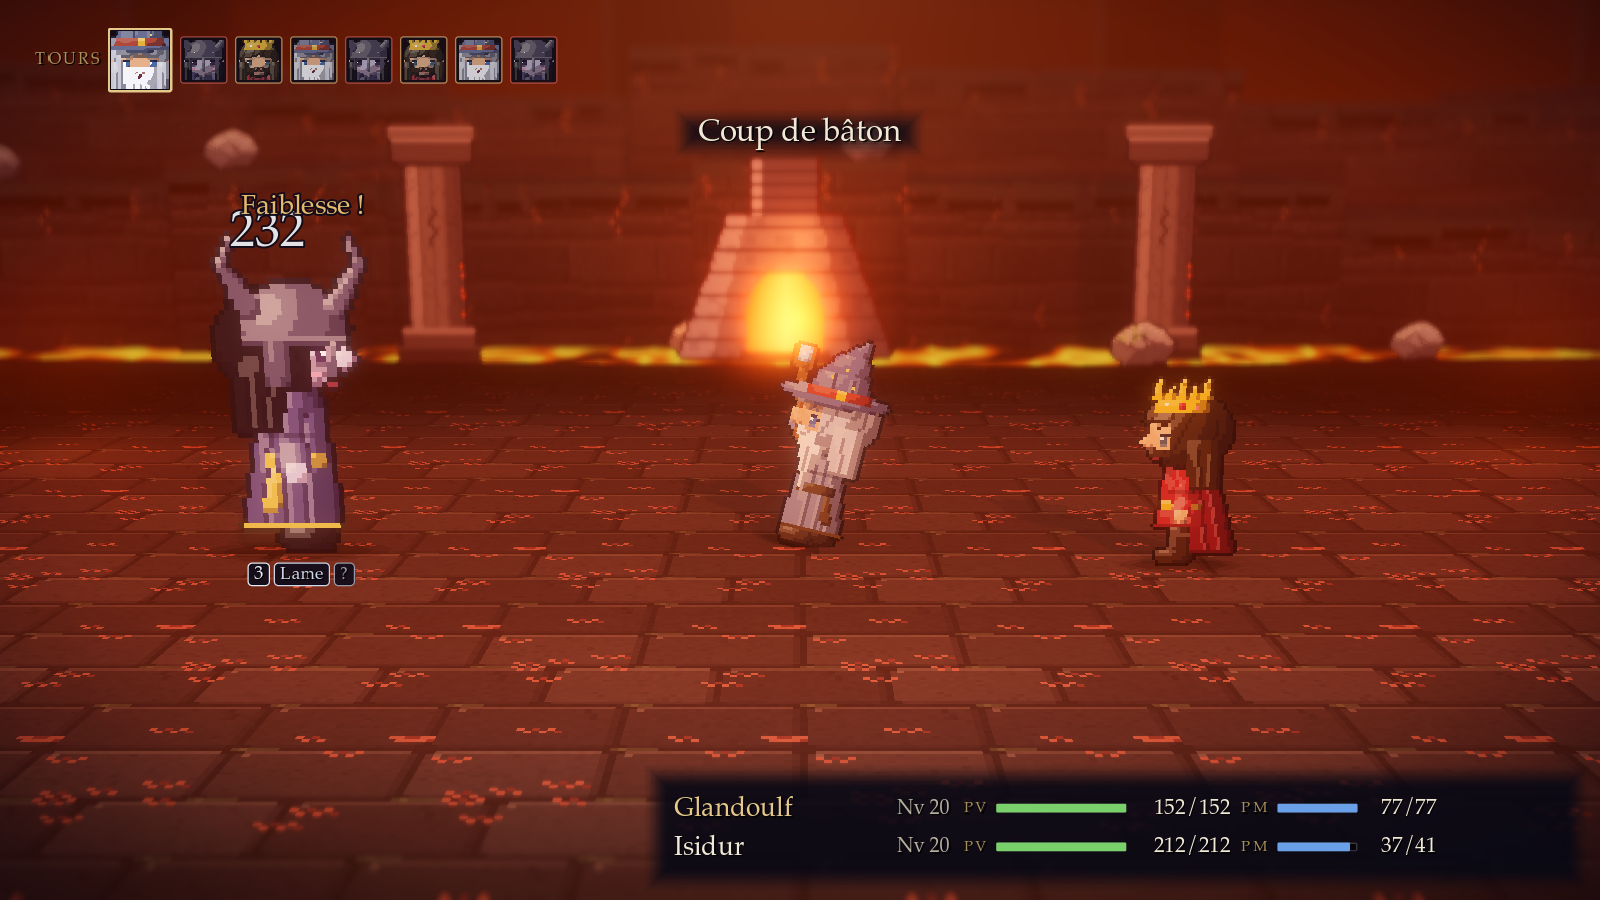 TOURS
Coup de bâton
Faiblesse !
232
3 Lame ?
Glandoulf Nv 20 PV 152/152 PM 77/77
Isidur Nv 20 PV 212/212 PM 37/41